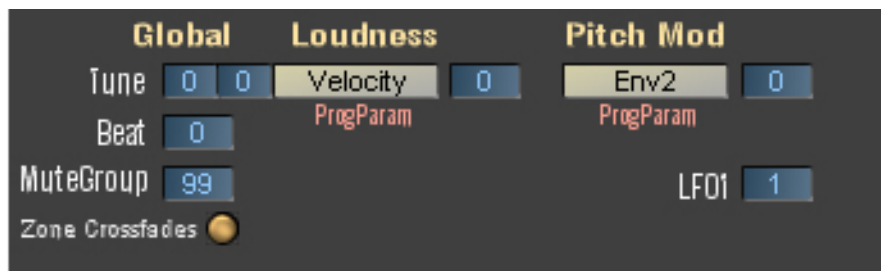 Global Loudness Pitch Mod
Tune 0 0 Velocity 0 Env2 0
ProgParam ProgParam
Beat 0
MuteGroup 99 LFO1 1
Zone Crossfades